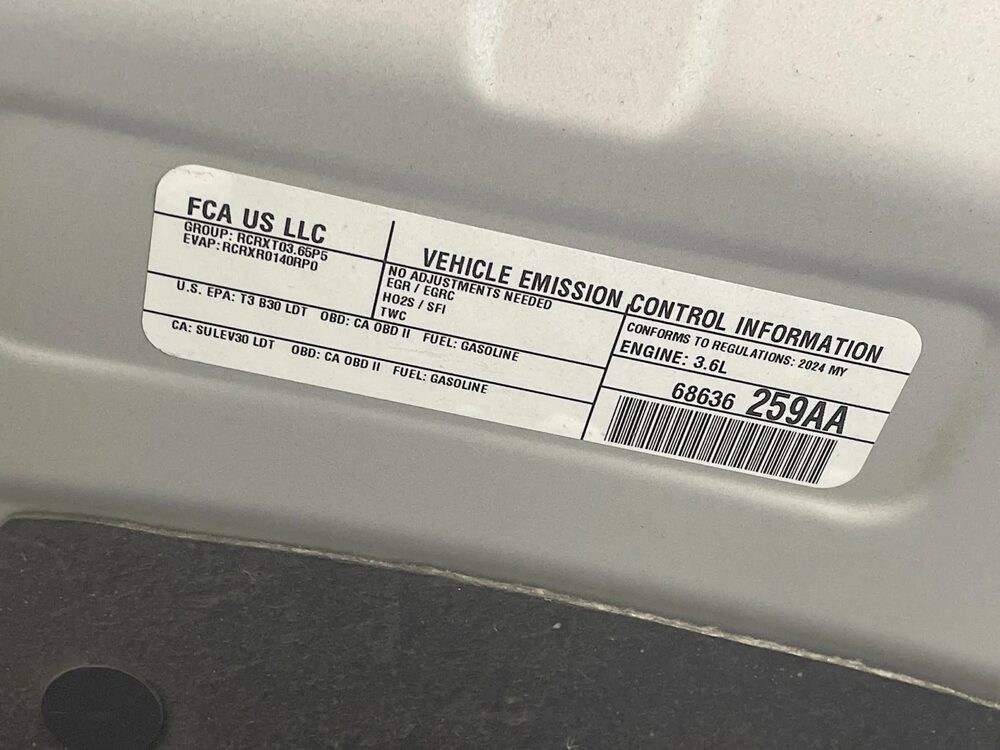 FCA US LLC
GROUP: RCRXT03.65P5
EVAP: RCRXR0140RP0
VEHICLE EMISSION CONTROL INFORMATION
NO ADJUSTMENTS NEEDED
EGR / EGRC
HO2S / SFI
TWC
CONFORMS TO REGULATIONS: 2024 MY
ENGINE: 3.6L
U.S. EPA: T3 B30 LDT OBD: CA OBD II FUEL: GASOLINE
CA: SULEV30 LDT OBD: CA OBD II FUEL: GASOLINE
68636 259AA